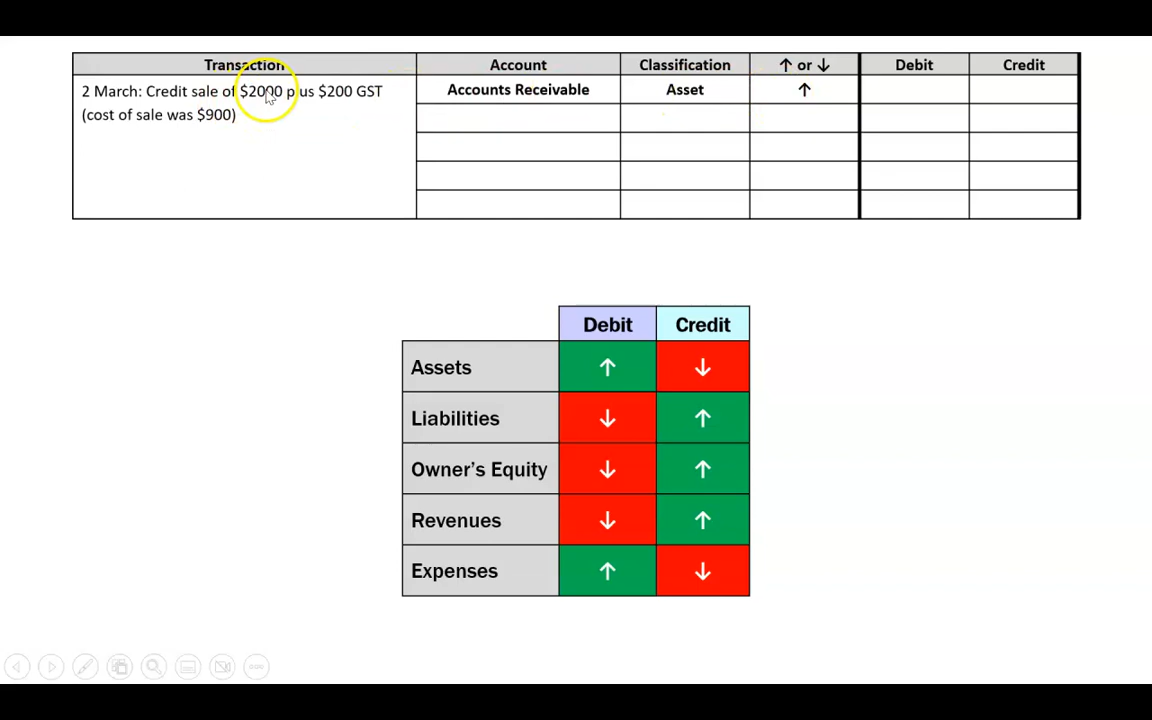 Transaction Account Classification ↑ or ↓ Debit Credit
2 March: Credit sale of $2000 plus $200 GST Accounts Receivable Asset ↑
(cost of sale was $900)
Debit Credit
Assets ↑ ↓
Liabilities ↓ ↑
Owner's Equity ↓ ↑
Revenues ↓ ↑
Expenses ↑ ↓